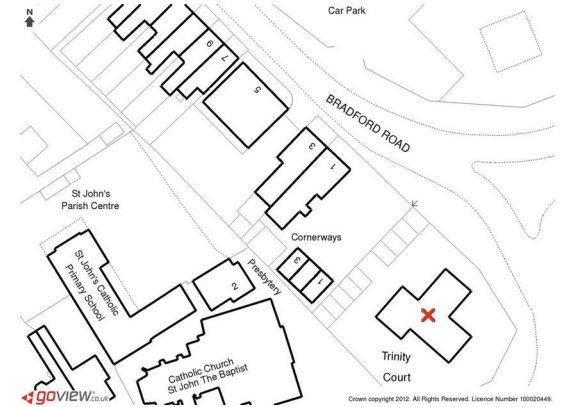 N
Car Park
BRADFORD ROAD
9
7
5
3
1
St John's
Parish Centre
Cornerways
St John's Catholic
Primary School
Presbytery
2
3
1
Trinity
Court
Catholic Church
St John The Baptist
goview.co.uk
Crown copyright 2012. All Rights Reserved. Licence Number 100020449.